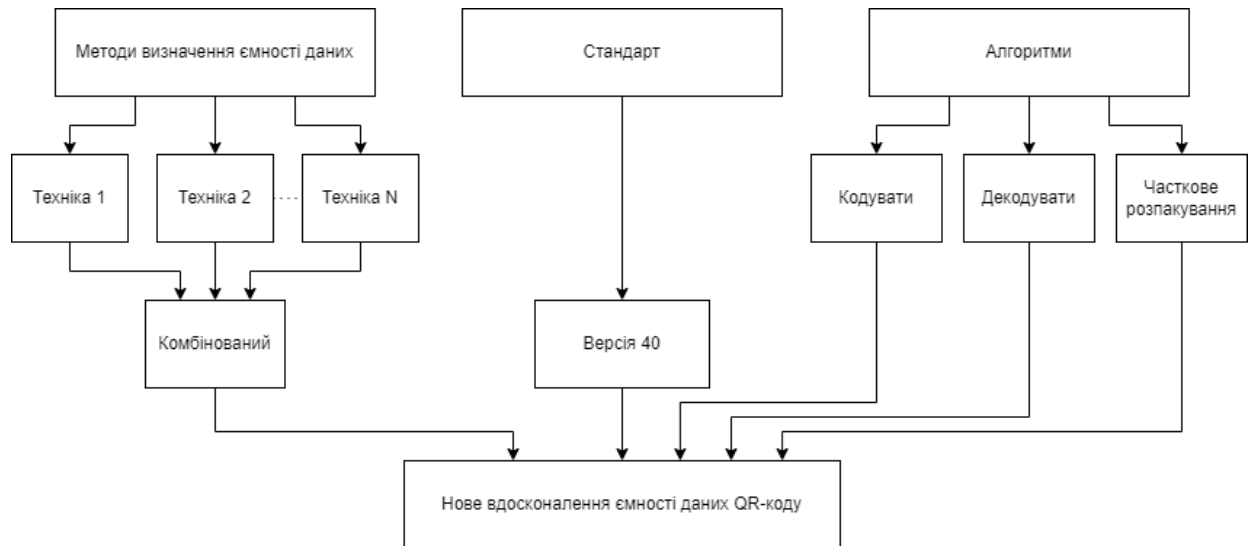 Методи визначення ємності даних
Стандарт
Алгоритми
Техніка 1
Техніка 2
Техніка N
Кодувати
Декодувати
Часткове
розпакування
Комбінований
Версія 40
Нове вдосконалення ємності даних QR-коду